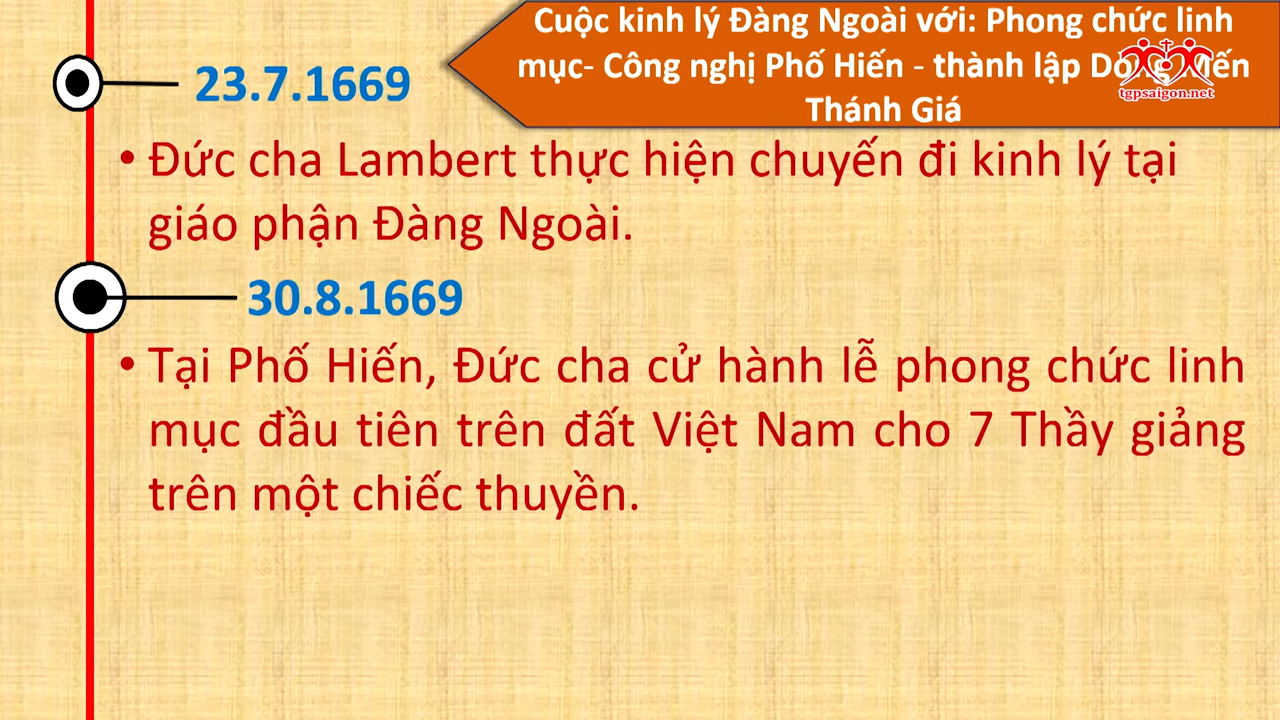 Cuộc kinh lý Đàng Ngoài với: Phong chức linh
mục- Công nghị Phố Hiến - thành lập Mến
Thánh Giá
tgpsaigon.net
23.7.1669
• Đức cha Lambert thực hiện chuyến đi kinh lý tại
giáo phận Đàng Ngoài.
30.8.1669
• Tại Phố Hiến, Đức cha cử hành lễ phong chức linh
mục đầu tiên trên đất Việt Nam cho 7 Thầy giảng
trên một chiếc thuyền.